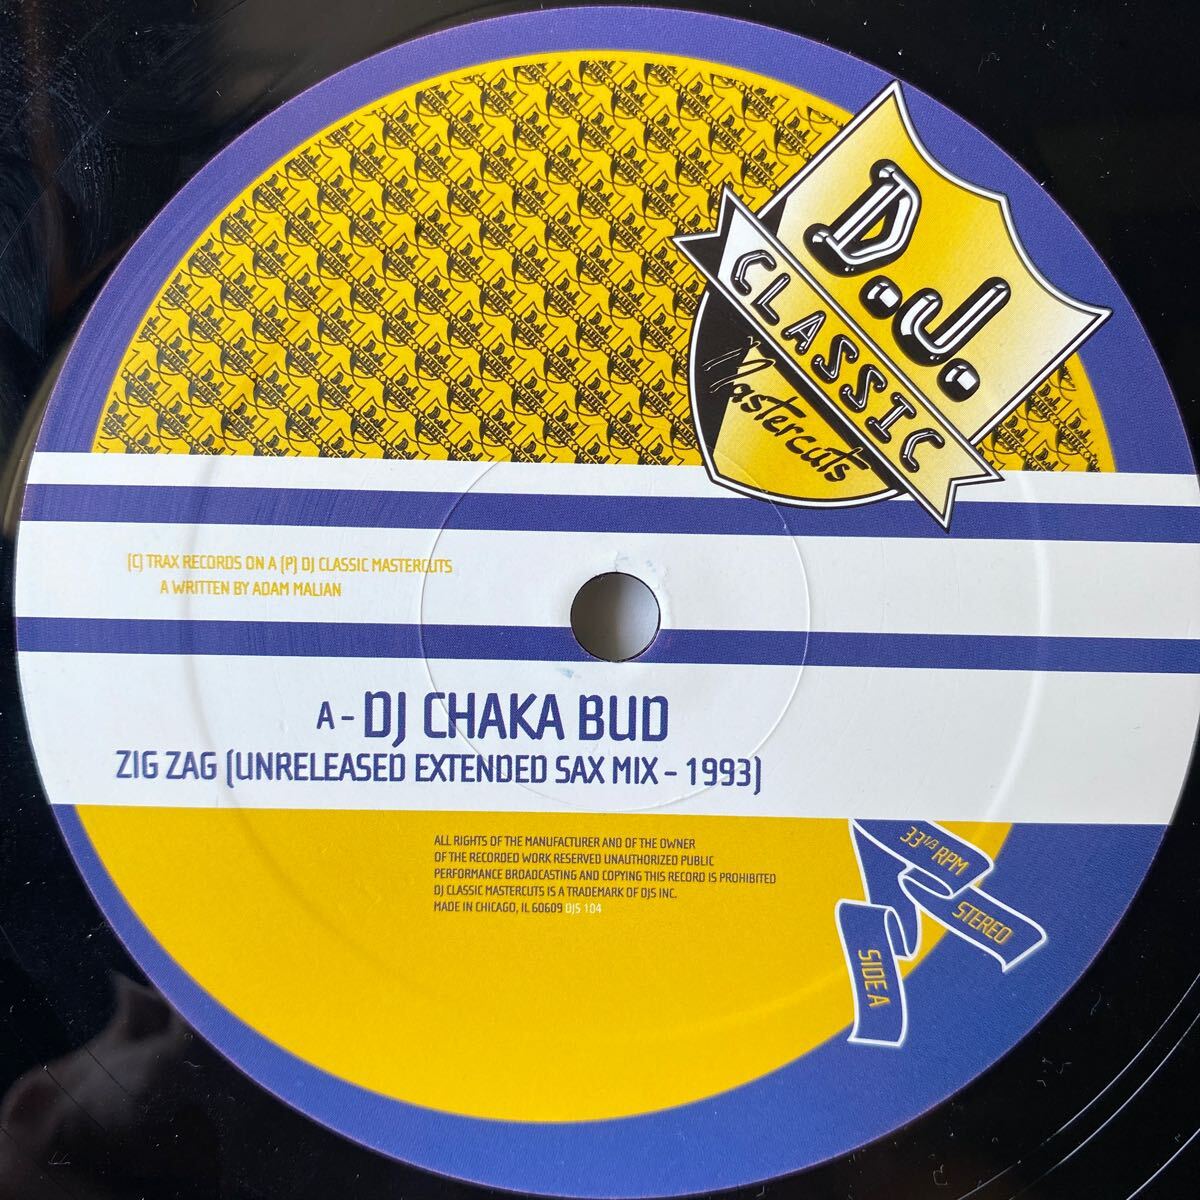 D.J.
CLASSIC
Mastercuts
(C) TRAX RECORDS ON A (P) DJ CLASSIC MASTERCUTS
A WRITTEN BY ADAM MALIAN
A - DJ CHAKA BUD
ZIG ZAG (UNRELEASED EXTENDED SAX MIX - 1993)
ALL RIGHTS OF THE MANUFACTURER AND OF THE OWNER
OF THE RECORDED WORK RESERVED UNAUTHORIZED PUBLIC
PERFORMANCE BROADCASTING AND COPYING THIS RECORD IS PROHIBITED
DJ CLASSIC MASTERCUTS IS A TRADEMARK OF DJS INC.
MADE IN CHICAGO, IL 60609 DJS 104
33 1/3 RPM
STEREO
SIDE A